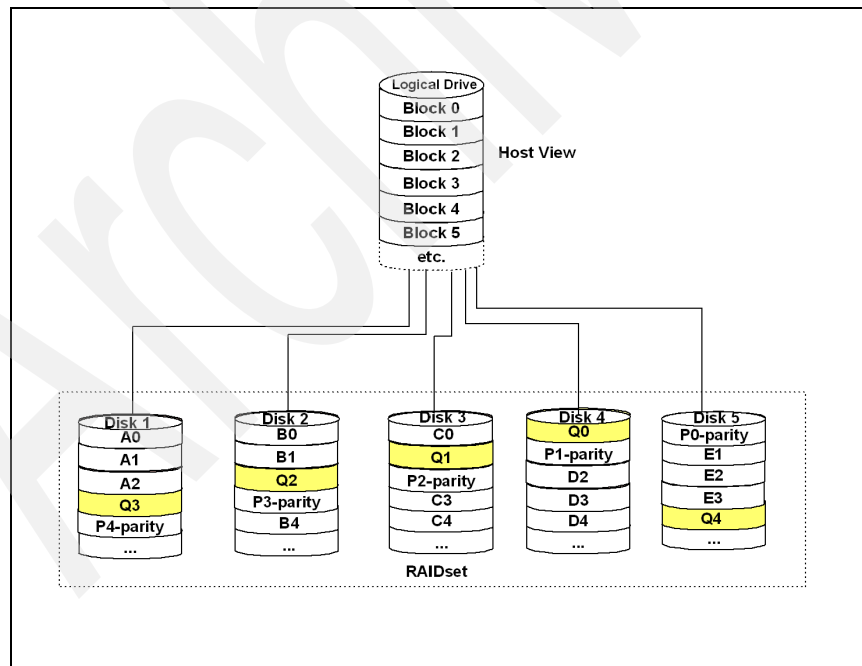 Logical Drive
Block 0
Block 1
Block 2
Block 3
Block 4
Block 5
etc.
Host View
Disk 1
A0
A1
A2
Q3
P4-parity
...
Disk 2
B0
B1
Q2
P3-parity
B4
...
Disk 3
C0
Q1
P2-parity
C3
C4
...
Disk 4
Q0
P1-parity
D2
D3
D4
...
Disk 5
P0-parity
E1
E2
E3
Q4
...
RAIDset